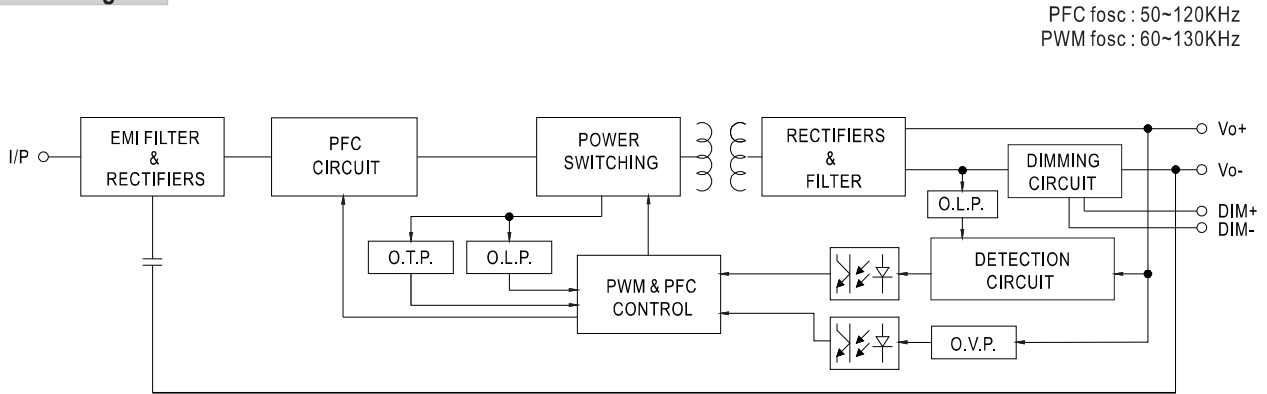 PFC fosc : 50~120KHz
PWM fosc : 60~130KHz
I/P
EMI FILTER
&
RECTIFIERS
PFC
CIRCUIT
POWER
SWITCHING
RECTIFIERS
&
FILTER
DIMMING
CIRCUIT
Vo+
Vo-
DIM+
DIM-
O.L.P.
O.T.P.
O.L.P.
PWM & PFC
CONTROL
DETECTION
CIRCUIT
O.V.P.